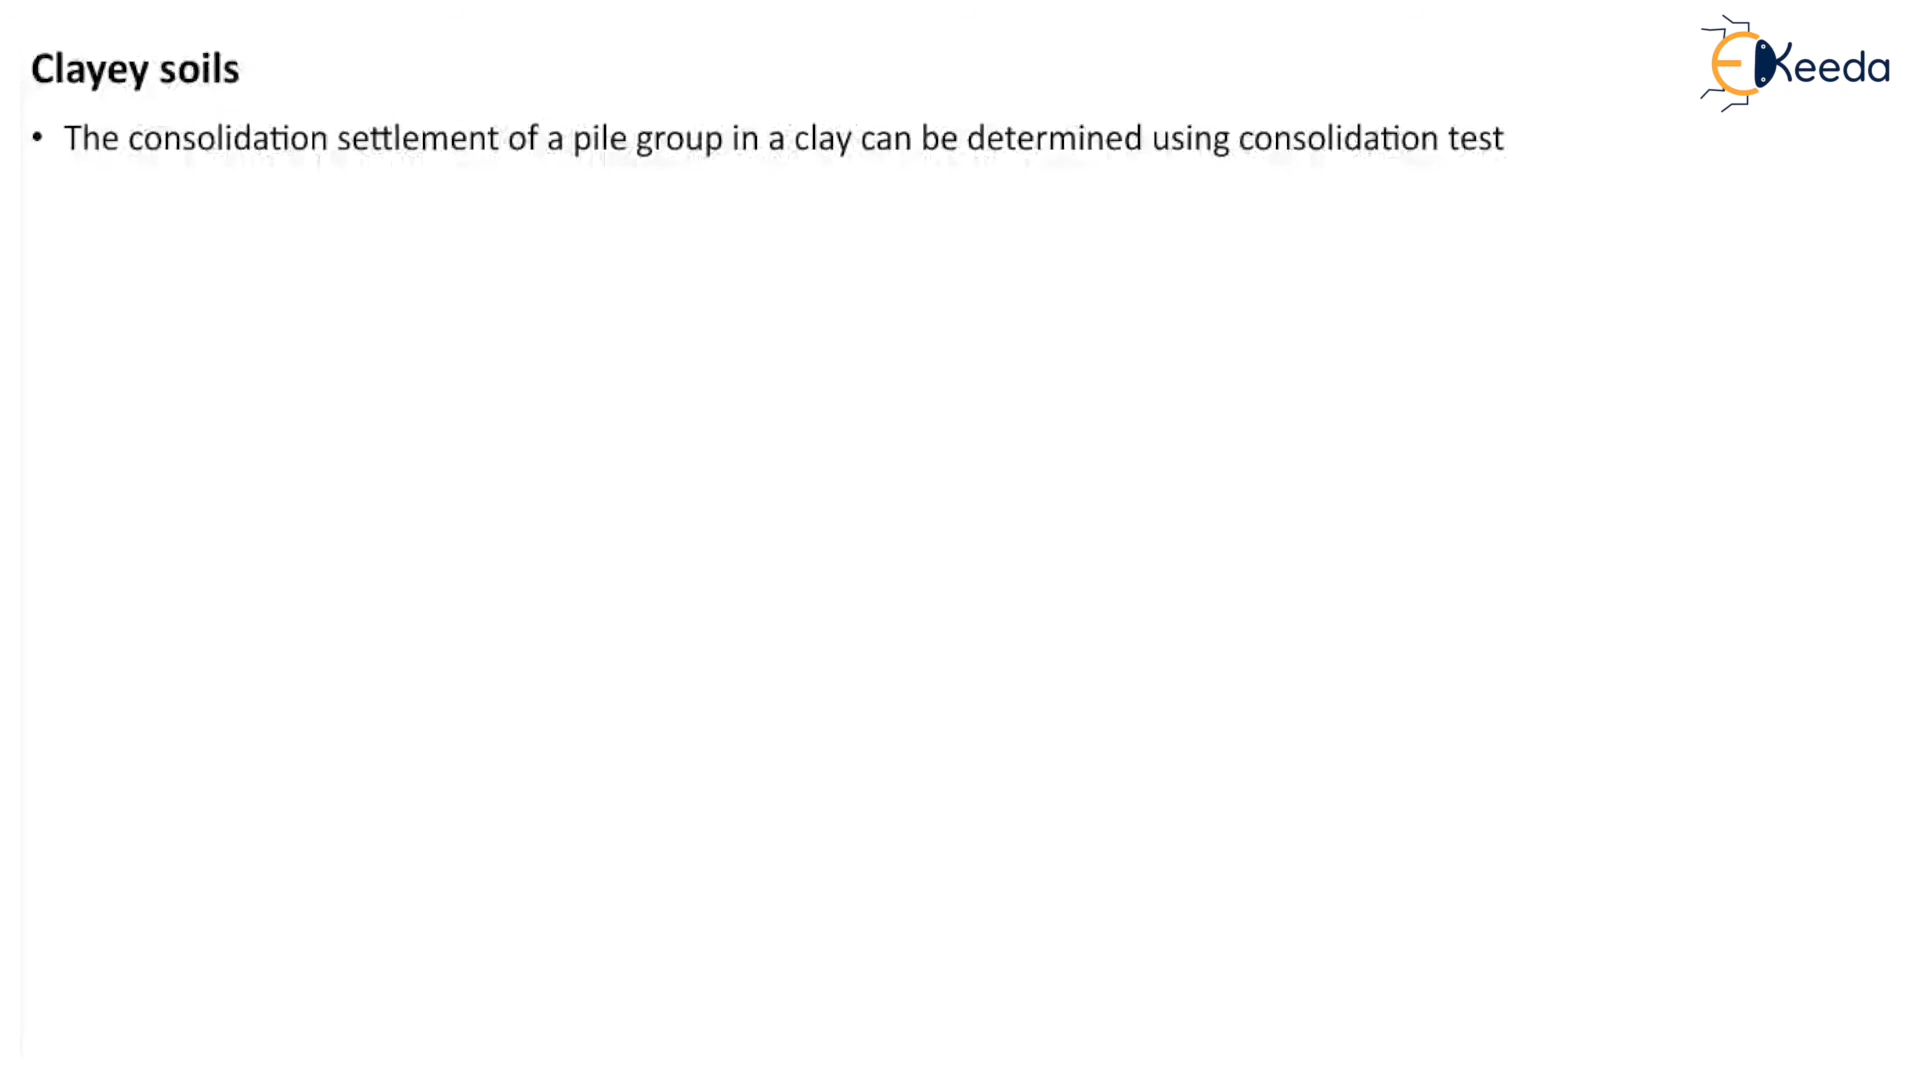 EKeeda
Clayey soils
• The consolidation settlement of a pile group in a clay can be determined using consolidation test